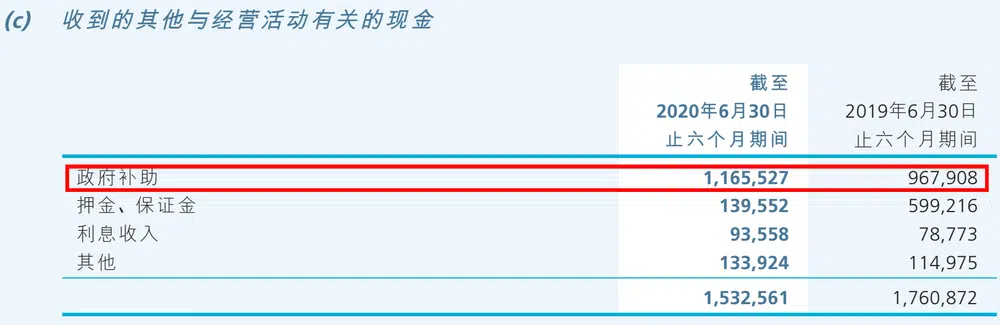 (c) 收到的其他与经营活动有关的现金
截至 截至
2020年6月30日 2019年6月30日
止六个月期间 止六个月期间
政府补助 1,165,527 967,908
押金、保证金 139,552 599,216
利息收入 93,558 78,773
其他 133,924 114,975
1,532,561 1,760,872